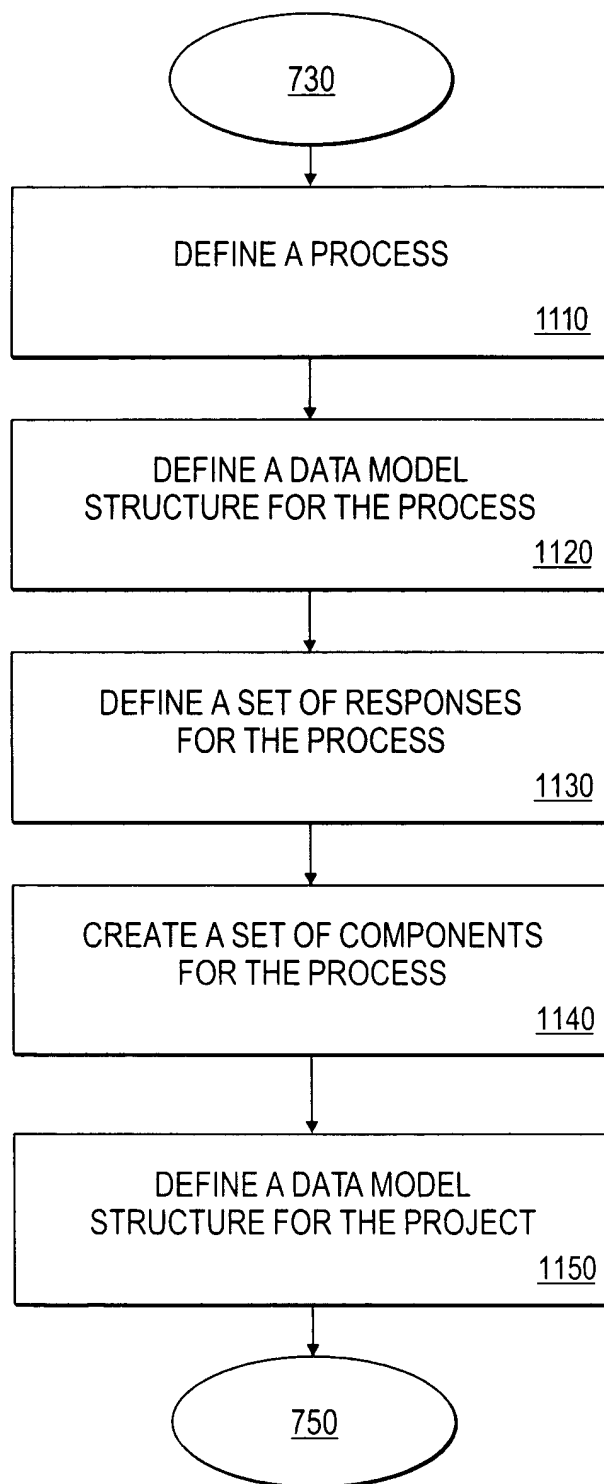 730
DEFINE A PROCESS
1110
DEFINE A DATA MODEL
STRUCTURE FOR THE PROCESS
1120
DEFINE A SET OF RESPONSES
FOR THE PROCESS
1130
CREATE A SET OF COMPONENTS
FOR THE PROCESS
1140
DEFINE A DATA MODEL
STRUCTURE FOR THE PROJECT
1150
750